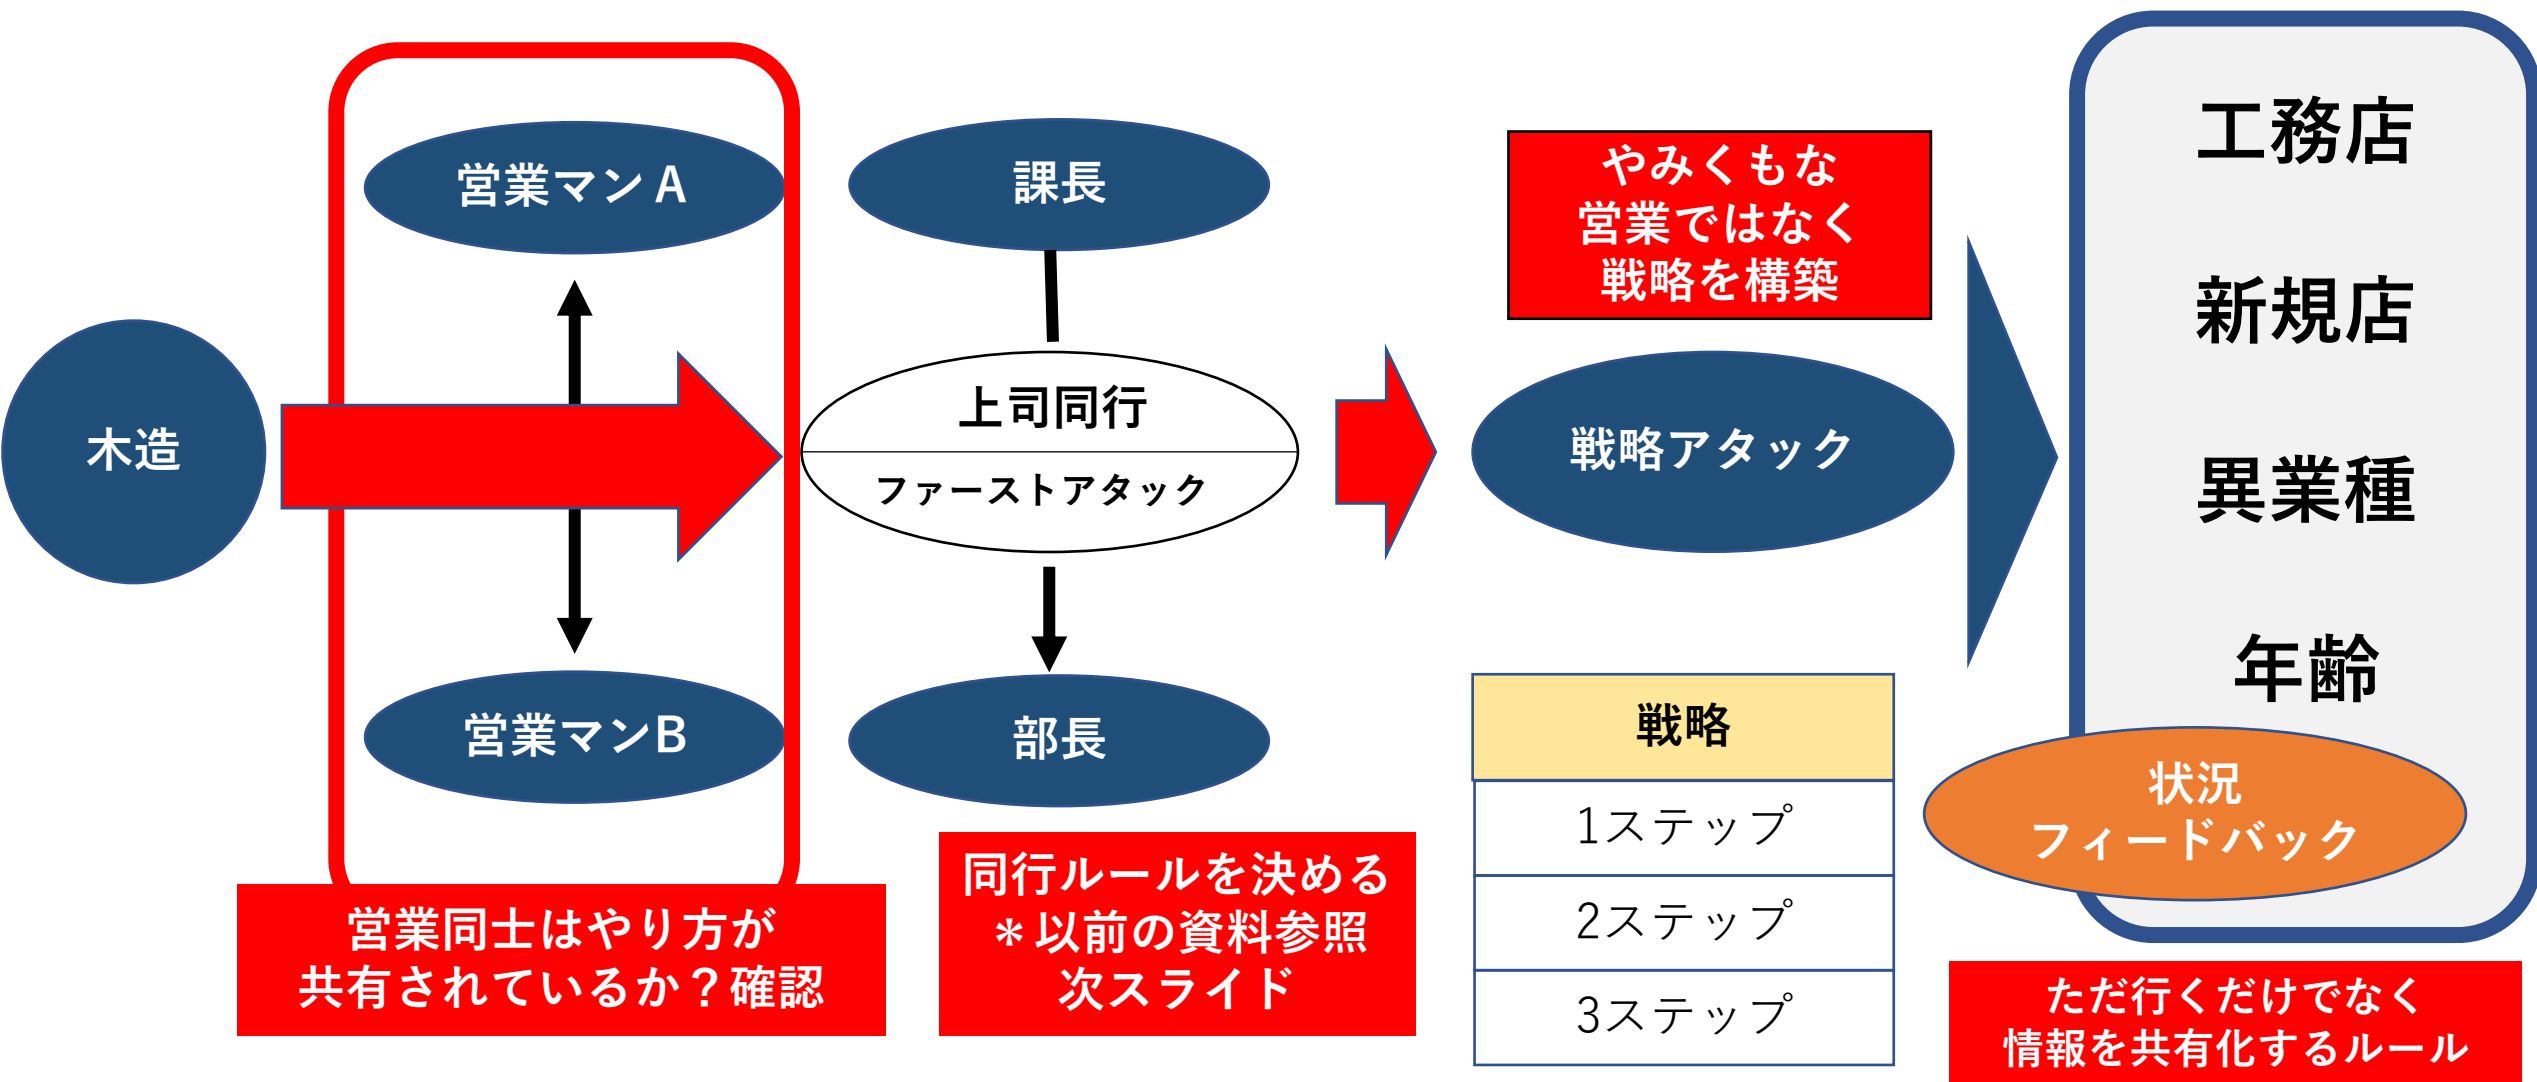 木造
営業マンA
営業マンB
営業同士はやり方が
共有されているか？確認
課長
上司同行
ファーストアタック
部長
同行ルールを決める
＊以前の資料参照
次スライド
やみくもな
営業ではなく
戦略を構築
戦略アタック
戦略
1ステップ
2ステップ
3ステップ
工務店
新規店
異業種
年齢
状況
フィードバック
ただ行くだけでなく
情報を共有化するルール